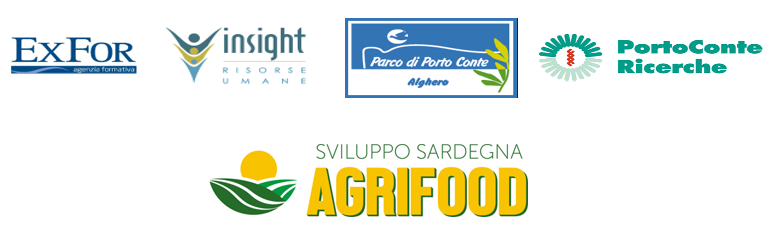 EXFOR
agenzia formativa
insight
RISORSE
UMANE
Parco di Porto Conte
Alghero
PortoConte
Ricerche
SVILUPPO SARDEGNA
AGRIFOOD